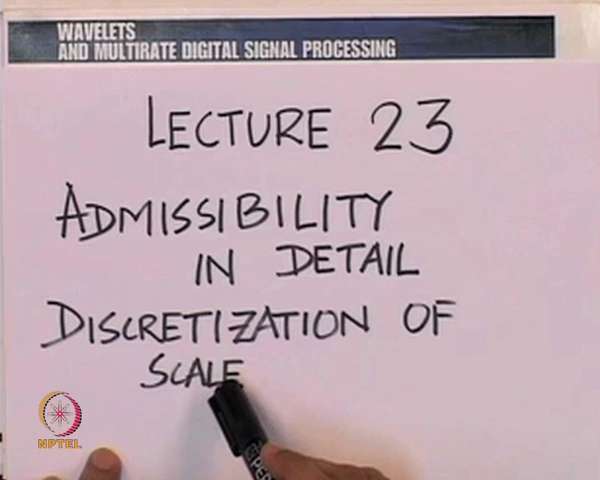 WAVELETS
AND MULTIRATE DIGITAL SIGNAL PROCESSING
LECTURE 23
ADMISSIBILITY
IN DETAIL
DISCRETIZATION OF
SCALE
NPTEL